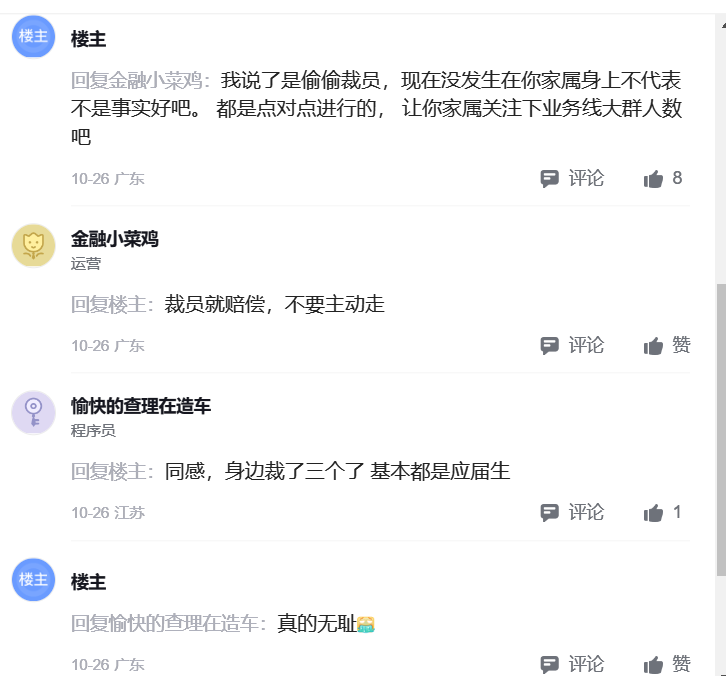 楼主
楼主
回复金融小菜鸡：我说了是偷偷裁员，现在没发生在你家属身上不代表
不是事实好吧。 都是点对点进行的， 让你家属关注下业务线大群人数
吧
10-26 广东
评论
8
金融小菜鸡
运营
回复楼主：裁员就赔偿，不要主动走
10-26 广东
评论
赞
愉快的查理在造车
程序员
回复楼主：同感，身边裁了三个了 基本都是应届生
10-26 江苏
评论
1
楼主
楼主
回复愉快的查理在造车：真的无耻
10-26 广东
评论
赞